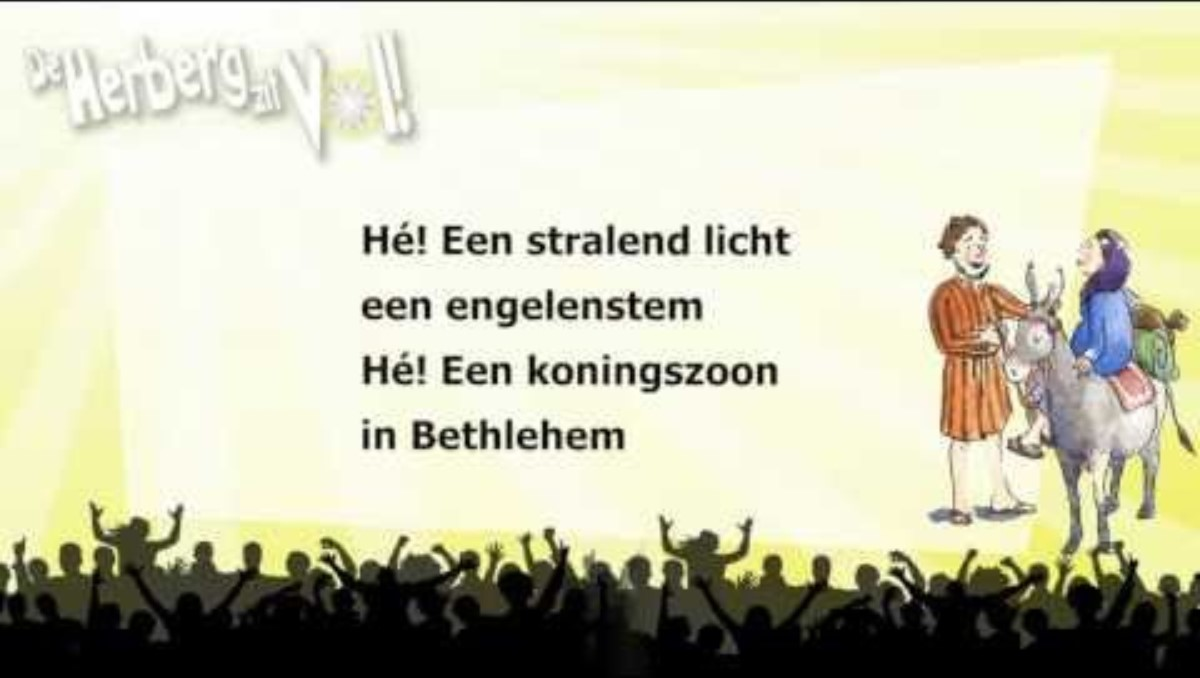 De Herberg zit Vol!
Hé! Een stralend licht
een engelenstem
Hé! Een koningszoon
in Bethlehem